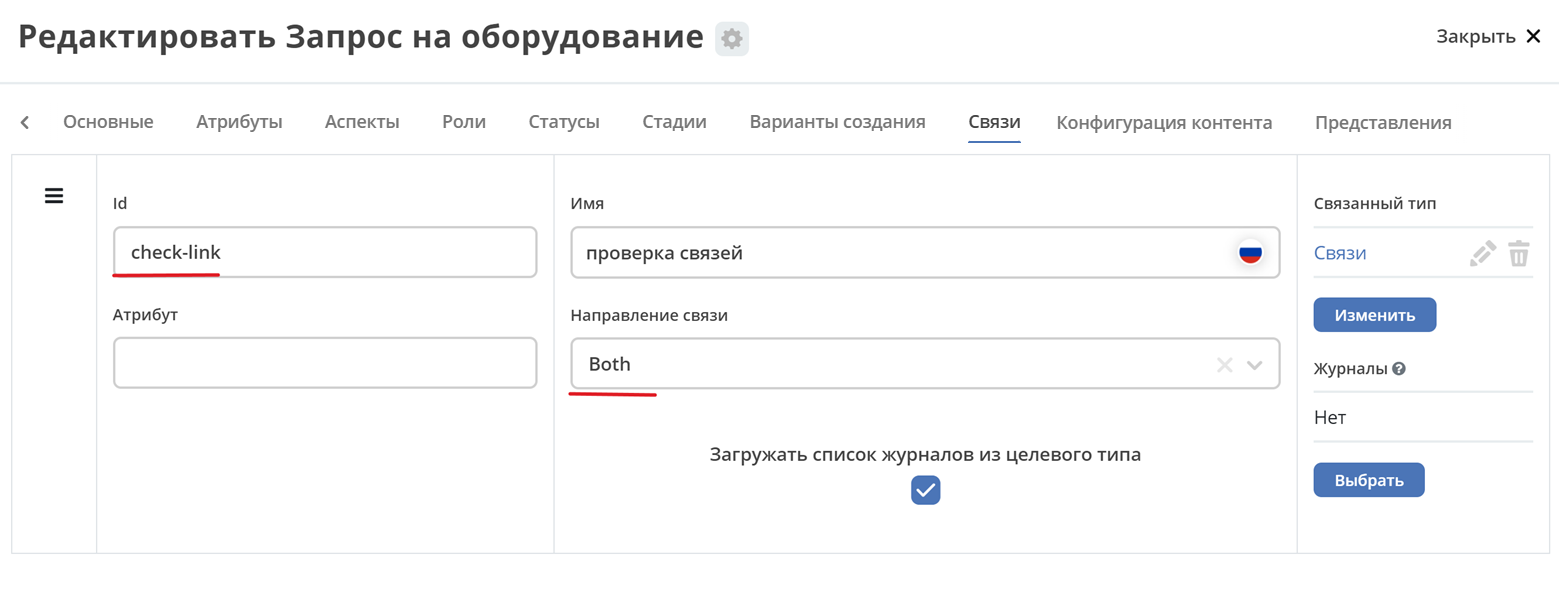 Редактировать Запрос на оборудование
Закрыть
Основные Атрибуты Аспекты Роли Статусы Стадии Варианты создания Связи Конфигурация контента Представления
Id
check-link
Атрибут
Имя
проверка связей
Направление связи
Both
Загружать список журналов из целевого типа
Связанный тип
Связи
Изменить
Журналы
Нет
Выбрать